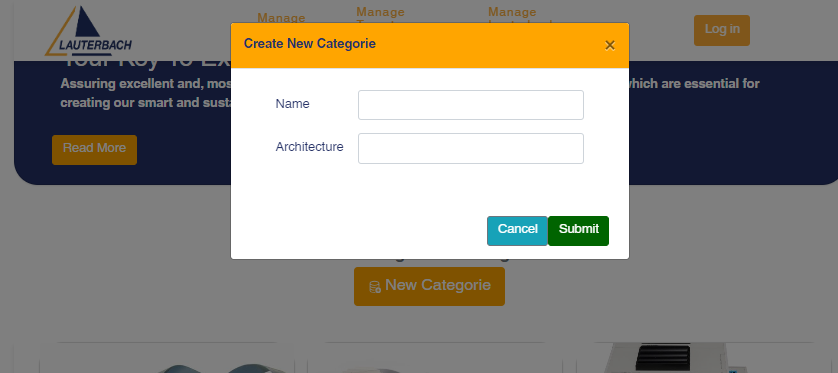 Manage
Manage
Manage
Log in
LAUTERBACH
Create New Categorie
×
Your Key To Ex
Assuring excellent and, mos
which are essential for
creating our smart and susta
Name
Architecture
Read More
Cancel
Submit
New Categorie